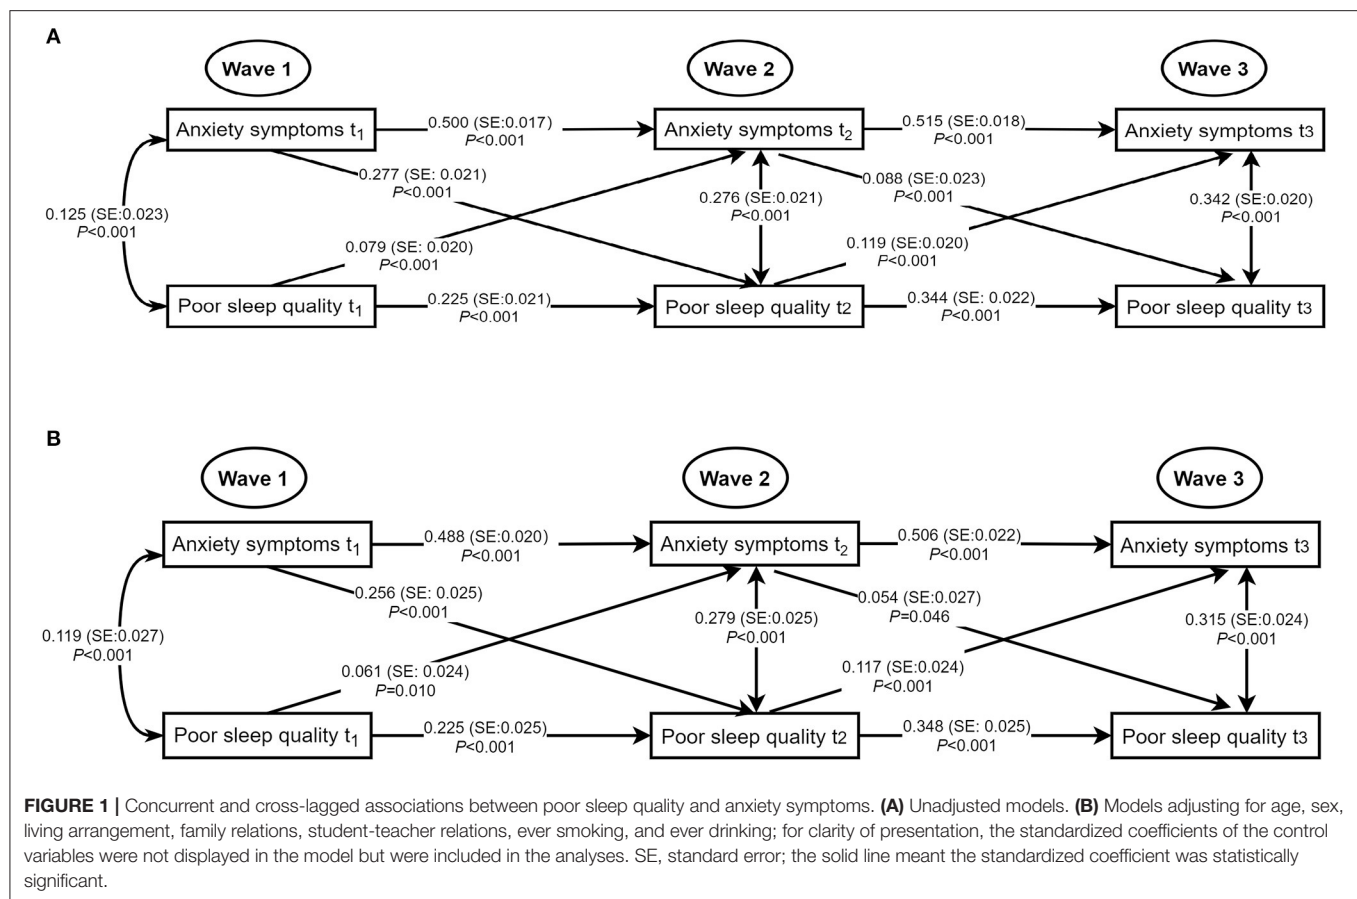 A
Wave 1
Wave 2
Wave 3
Anxiety symptoms t1
0.500 (SE:0.017)
P<0.001
Anxiety symptoms t2
0.515 (SE:0.018)
P<0.001
Anxiety symptoms t3
0.277 (SE: 0.021)
P<0.001
0.088 (SE:0.023)
P<0.001
0.125 (SE:0.023)
P<0.001
0.276 (SE:0.021)
P<0.001
0.342 (SE:0.020)
P<0.001
0.079 (SE: 0.020)
P<0.001
0.119 (SE:0.020)
P<0.001
Poor sleep quality t1
0.225 (SE:0.021)
P<0.001
Poor sleep quality t2
0.344 (SE: 0.022)
P<0.001
Poor sleep quality t3
B
Wave 1
Wave 2
Wave 3
Anxiety symptoms t1
0.488 (SE:0.020)
P<0.001
Anxiety symptoms t2
0.506 (SE:0.022)
P<0.001
Anxiety symptoms t3
0.256 (SE: 0.025)
P<0.001
0.054 (SE:0.027)
P=0.046
0.119 (SE:0.027)
P<0.001
0.279 (SE:0.025)
P<0.001
0.315 (SE:0.024)
P<0.001
0.061 (SE: 0.024)
P=0.010
0.117 (SE:0.024)
P<0.001
Poor sleep quality t1
0.225 (SE:0.025)
P<0.001
Poor sleep quality t2
0.348 (SE: 0.025)
P<0.001
Poor sleep quality t3
FIGURE 1 | Concurrent and cross-lagged associations between poor sleep quality and anxiety symptoms. (A) Unadjusted models. (B) Models adjusting for age, sex,
living arrangement, family relations, student-teacher relations, ever smoking, and ever drinking; for clarity of presentation, the standardized coefficients of the control
variables were not displayed in the model but were included in the analyses. SE, standard error; the solid line meant the standardized coefficient was statistically
significant.